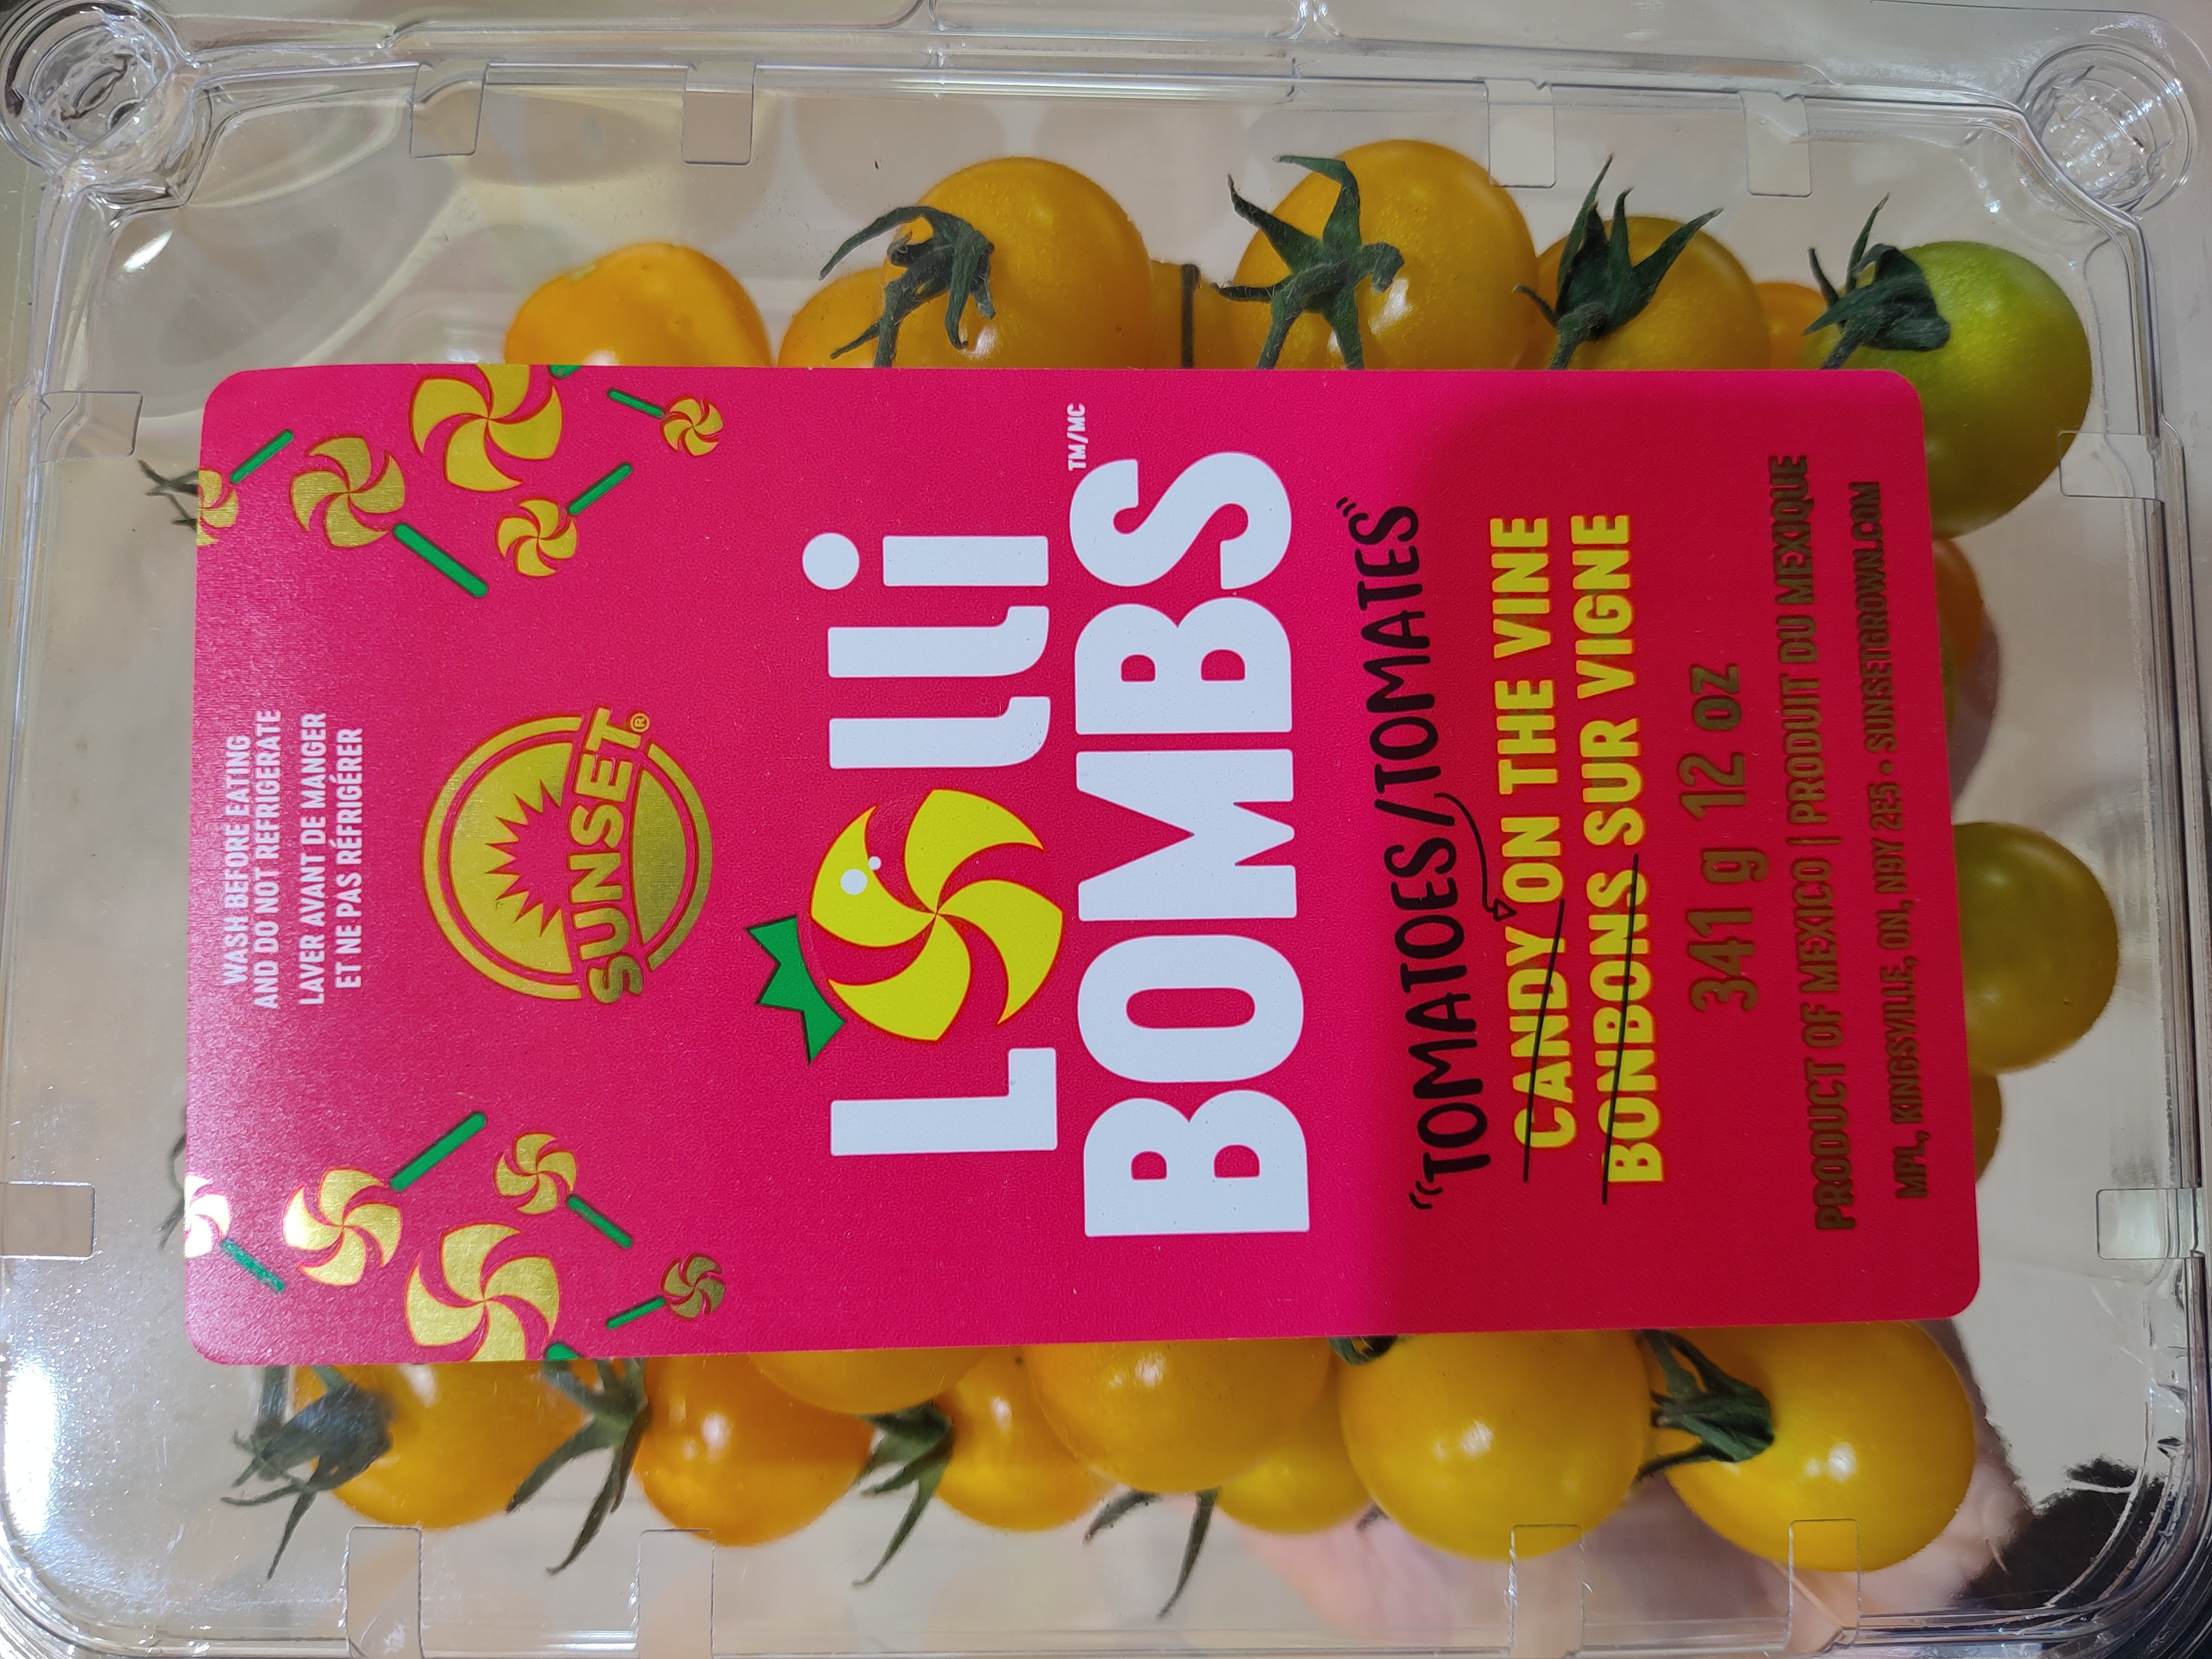 WASH BEFORE EATING
AND DO NOT REFRIGERATE
LAVER AVANT DE MANGER
ET NE PAS RÉFRIGÉRER
SUNSET®
Lolli
BOMBS TM/MC
"TOMATOES/TOMATES"
CANDY ON THE VINE
BONBONS SUR VIGNE
341 g 12 oz
PRODUCT OF MEXICO | PRODUIT DU MEXIQUE
MPL, KINGSVILLE, ON, N9Y 2E5 • SUNSETGROWN.COM